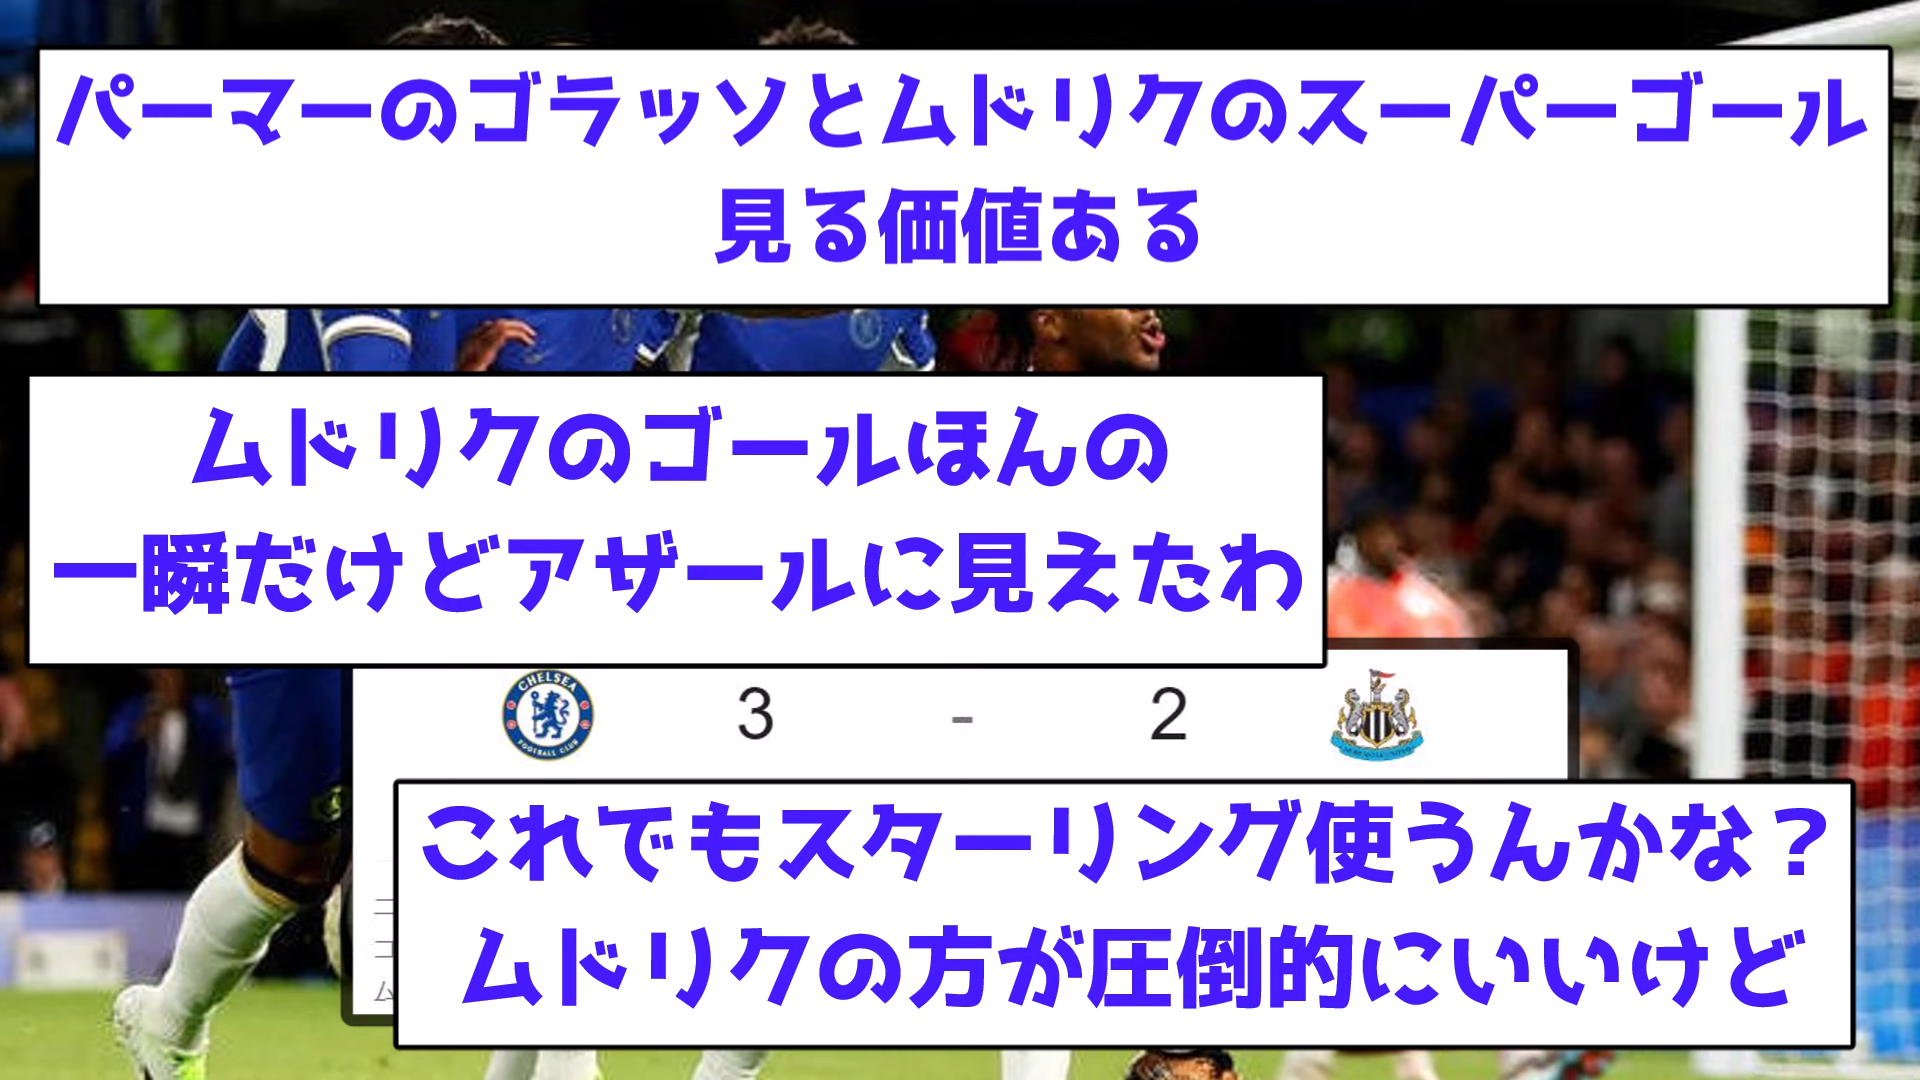 パーマーのゴラッソとムドリクのスーパーゴール
見る価値ある
ムドリクのゴールほんの
一瞬だけどアザールに見えたわ
CHELSEA
FOOTBALL CLUB
3 - 2
これでもスターリング使うんかな？
ムドリクの方が圧倒的にいいけど